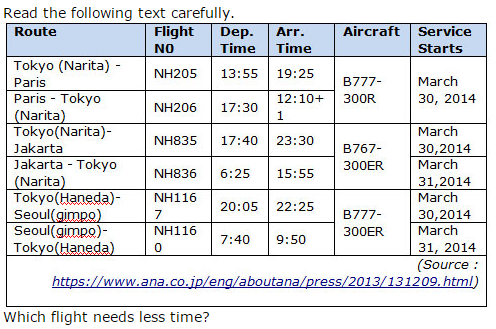 Read the following text carefully.
Route Flight N0 Dep. Time Arr. Time Aircraft Service Starts
Tokyo (Narita) - Paris NH205 13:55 19:25 B777-300R March 30, 2014
Paris - Tokyo (Narita) NH206 17:30 12:10+1
Tokyo(Narita)-Jakarta NH835 17:40 23:30 B767-300ER March 30,2014
Jakarta - Tokyo (Narita) NH836 6:25 15:55 March 31,2014
Tokyo(Haneda)-Seoul(gimpo) NH1167 20:05 22:25 B777-300ER March 30,2014
Seoul(gimpo)-Tokyo(Haneda) NH1160 7:40 9:50 March 31, 2014
(Source :
https://www.ana.co.jp/eng/aboutana/press/2013/131209.html)
Which flight needs less time?